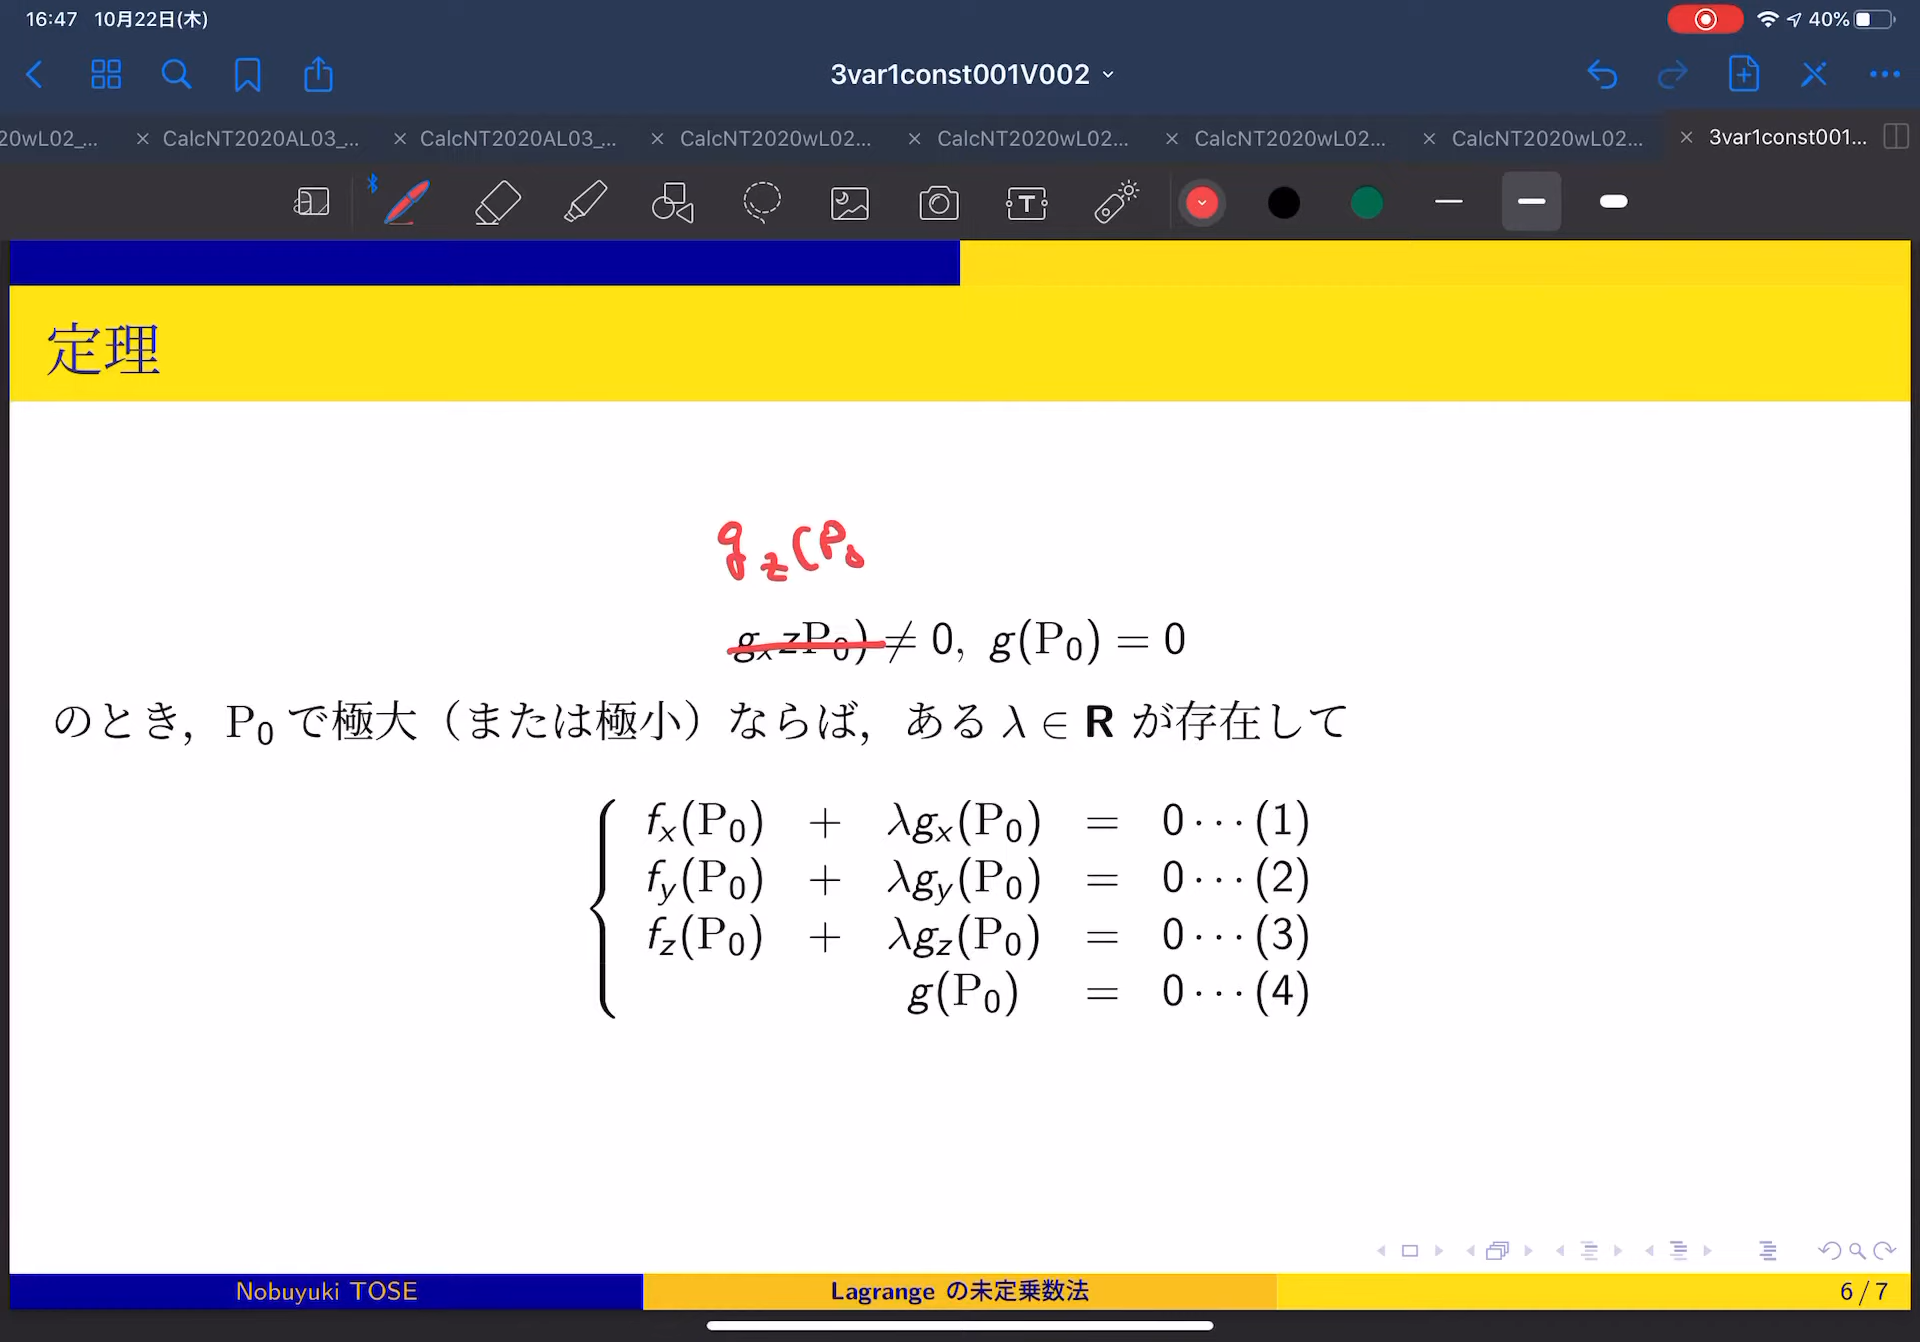 16:47 10月22日(木)
40%
3var1const001V002
20wL02_... × CalcNT2020AL03_... × CalcNT2020AL03_... × CalcNT2020wL02... × CalcNT2020wL02... × CalcNT2020wL02... × CalcNT2020wL02... × 3var1const001...
定理
g_z(P_0
g_x zP_0) ≠ 0, g(P_0) = 0
のとき, P_0 で極大（または極小）ならば, ある λ ∈ R が存在して
f_x(P_0) + λg_x(P_0) = 0 ··· (1)
f_y(P_0) + λg_y(P_0) = 0 ··· (2)
f_z(P_0) + λg_z(P_0) = 0 ··· (3)
g(P_0) = 0 ··· (4)
Nobuyuki TOSE Lagrange の未定乗数法 6 / 7